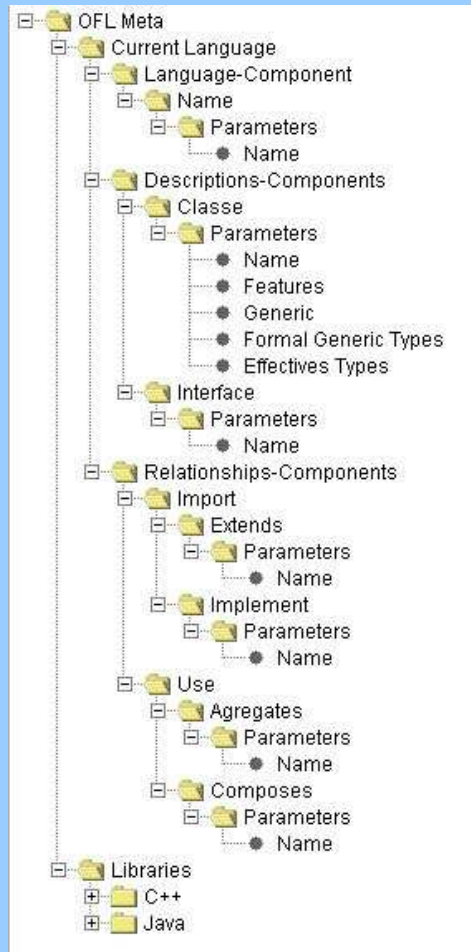 OFL Meta
Current Language
Language-Component
Name
Parameters
Name
Descriptions-Components
Classe
Parameters
Name
Features
Generic
Formal Generic Types
Effectives Types
Interface
Parameters
Name
Relationships-Components
Import
Extends
Parameters
Name
Implement
Parameters
Name
Use
Agregates
Parameters
Name
Composes
Parameters
Name
Libraries
C++
Java